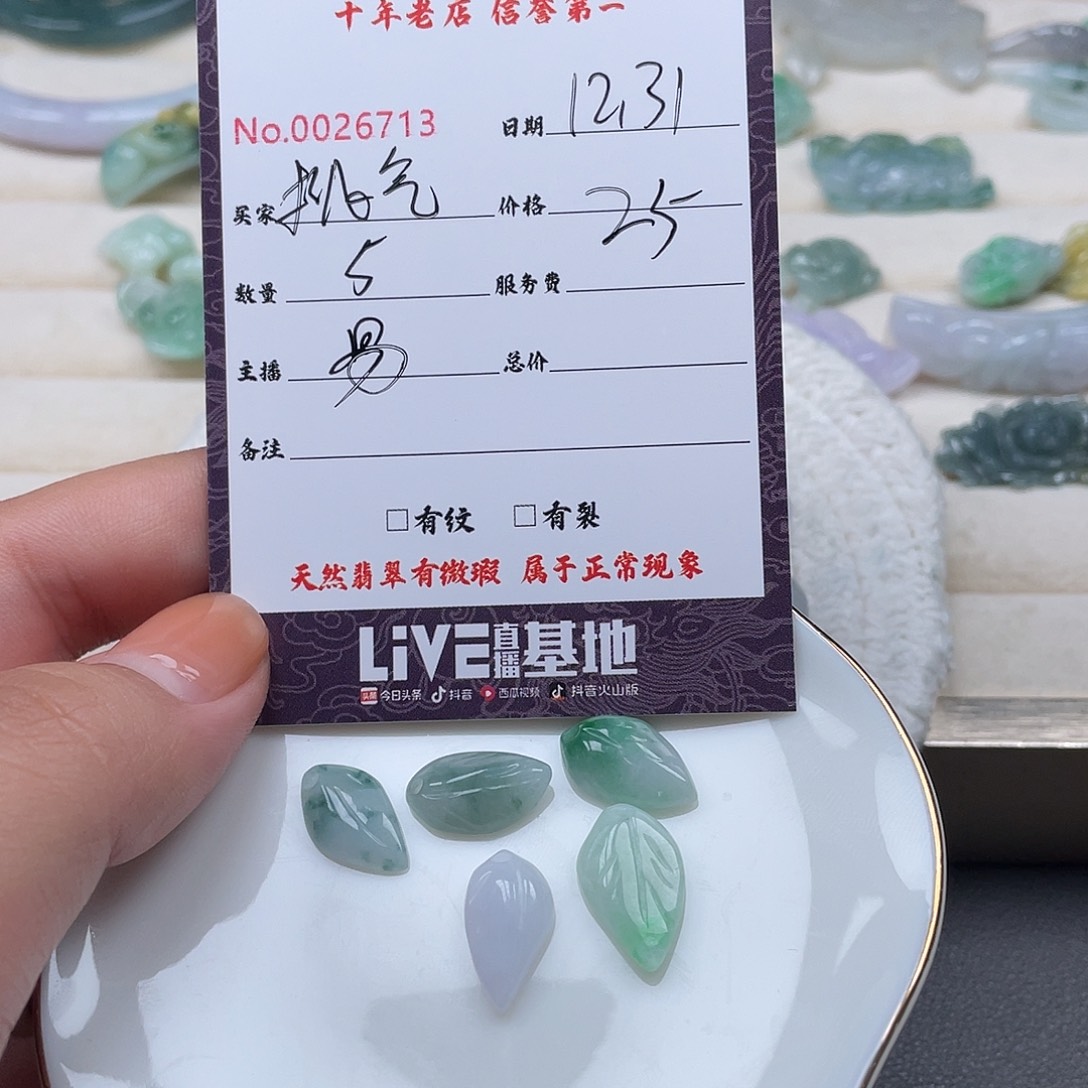 十年老店 信誉第一
No.0026713 日期 12.31
买家 价格 25
数量 5 服务费
主播 易 总价
备注
□有纹 □有裂
天然翡翠有微瑕 属于正常现象
LiVE直播基地
头条 今日头条 抖音 西瓜视频 抖音火山版